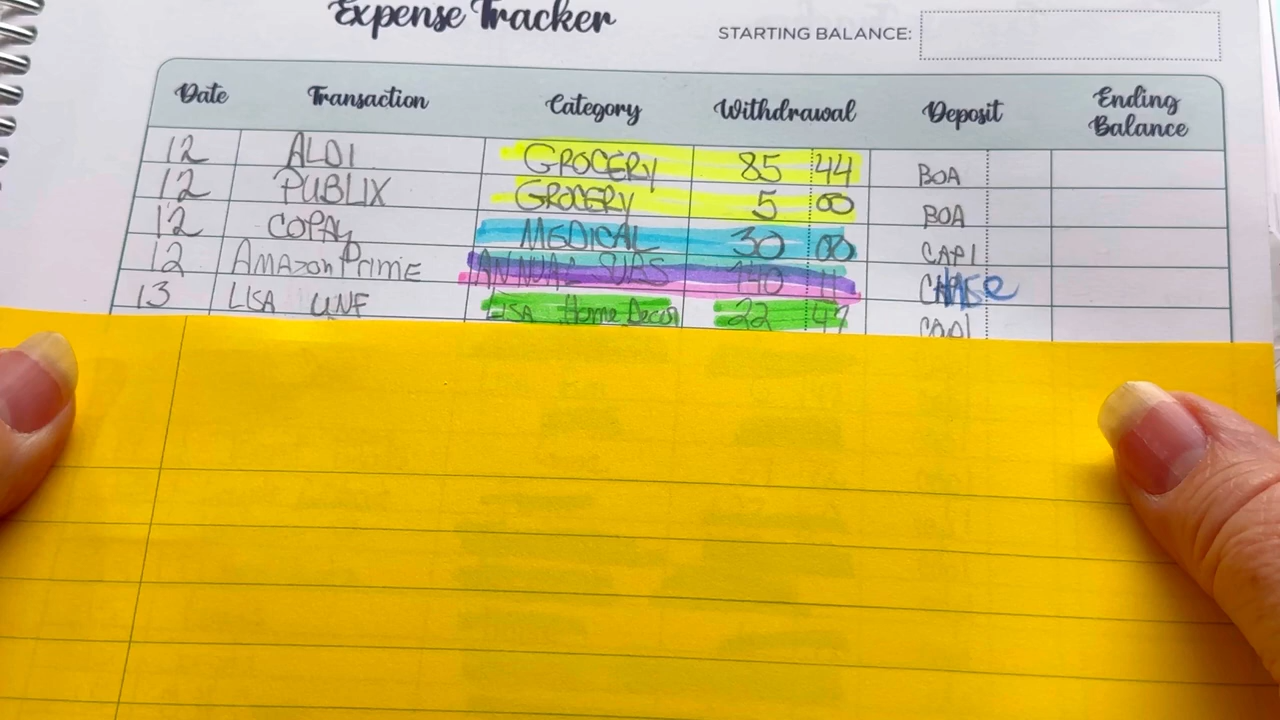 Expense Tracker
STARTING BALANCE:
Date Transaction Category Withdrawal Deposit Ending Balance
12 ALDI GROCERY 85 44 BOA
12 PUBLIX GROCERY 5 00 BOA
12 COPAY MEDICAL 30 00 CAP1
12 Amazon Prime ANNUAL SUBS 140 11 CHASE
13 LISA Home Decor 22 47 CAP1